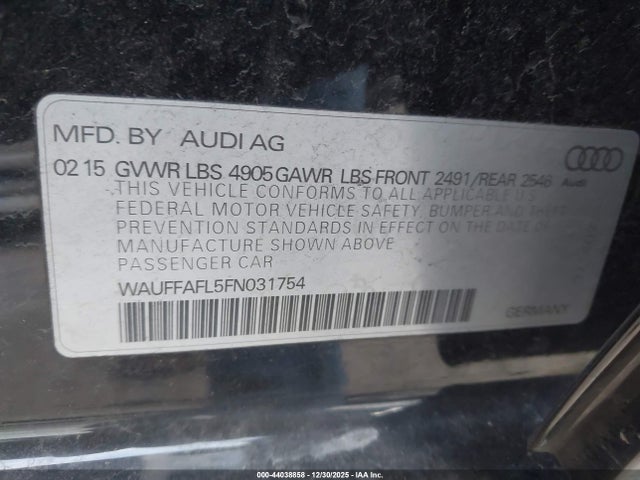 MFD. BY AUDI AG
02 15 GVWR LBS 4905 GAWR LBS FRONT 2491/REAR 2546
Audi
THIS VEHICLE CONFORMS TO ALL APPLICABLE U.S
FEDERAL MOTOR VEHICLE SAFETY, BUMPER AND THEFT
PREVENTION STANDARDS IN EFFECT ON THE DATE OF
MANUFACTURE SHOWN ABOVE
PASSENGER CAR
WAUFFAFL5FN031754
GERMANY
000-44038858 - 12/30/2025 - IAA Inc.